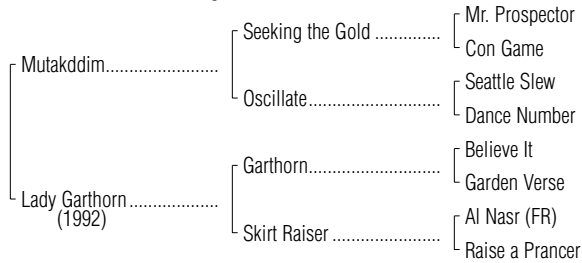 Mr. Prospector
Seeking the Gold ..............
Con Game
Mutakddim........................
Seattle Slew
Oscillate............................
Dance Number
Believe It
Garthorn............................
Garden Verse
Lady Garthorn ...................
(1992)
Al Nasr (FR)
Skirt Raiser .......................
Raise a Prancer